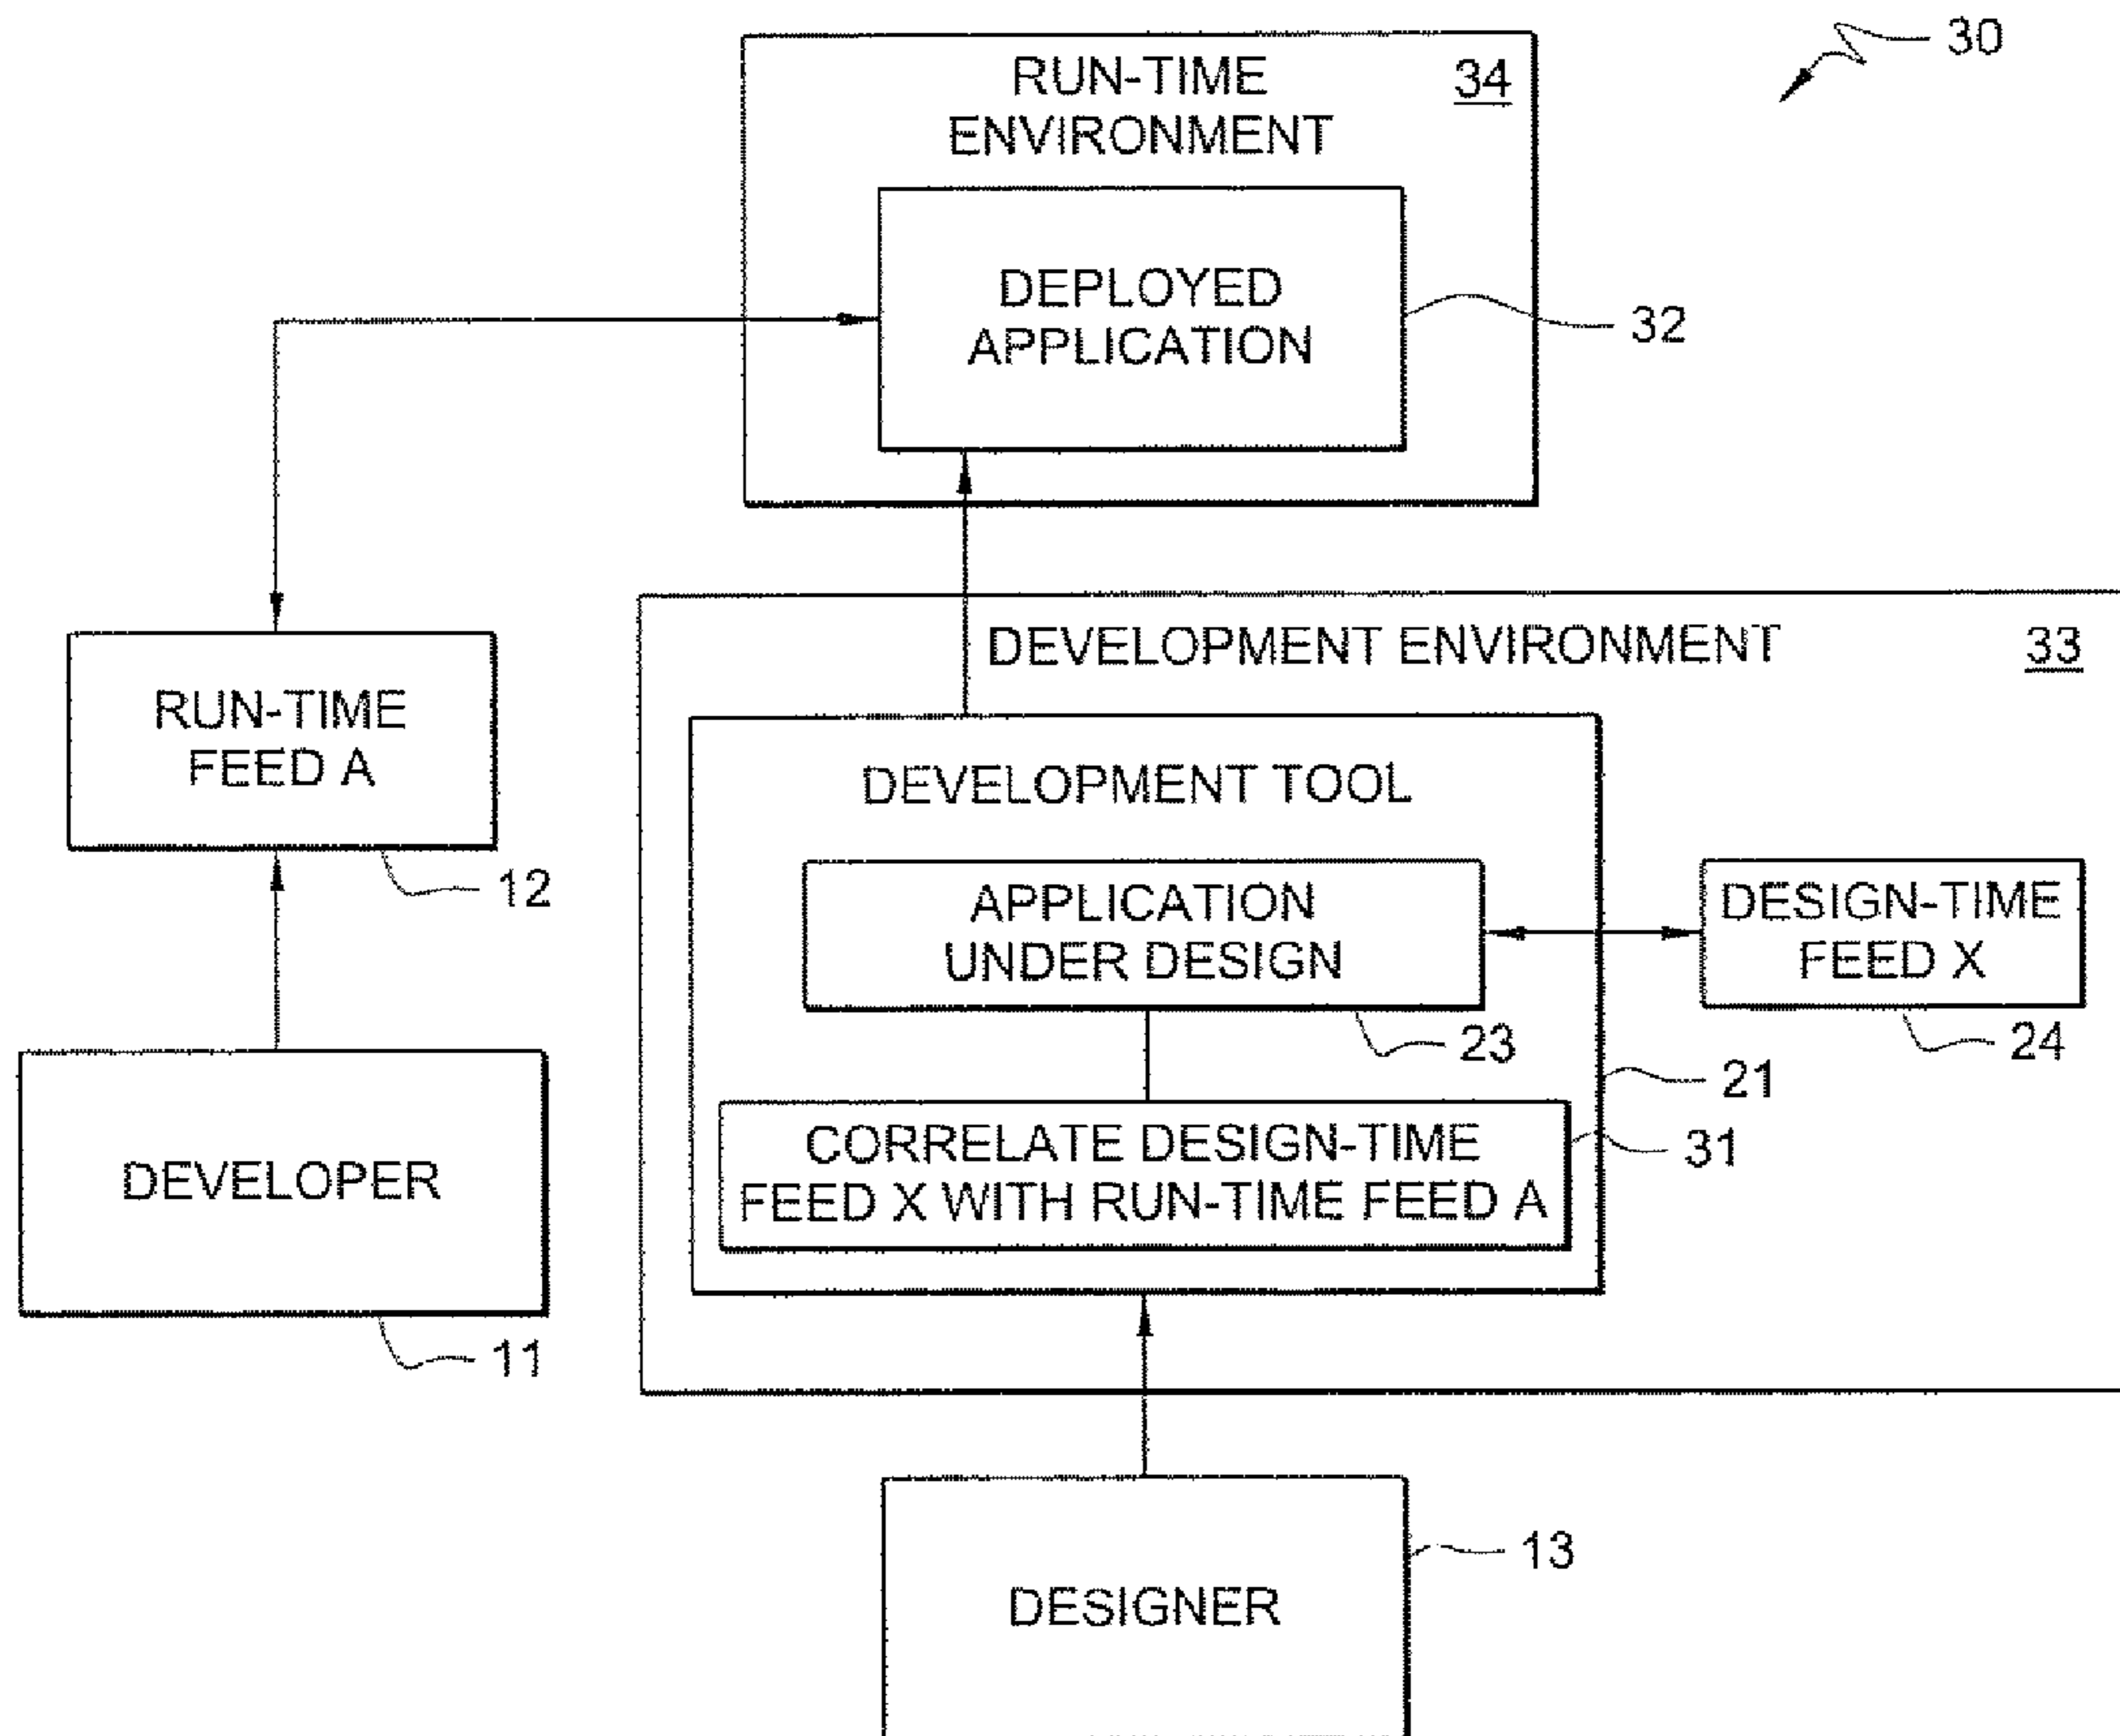 30
RUN-TIME
ENVIRONMENT
34
DEPLOYED
APPLICATION
32
DEVELOPMENT ENVIRONMENT
33
RUN-TIME
FEED A
12
DEVELOPMENT TOOL
APPLICATION
UNDER DESIGN
23
DESIGN-TIME
FEED X
24
21
CORRELATE DESIGN-TIME
FEED X WITH RUN-TIME FEED A
31
DEVELOPER
11
DESIGNER
13